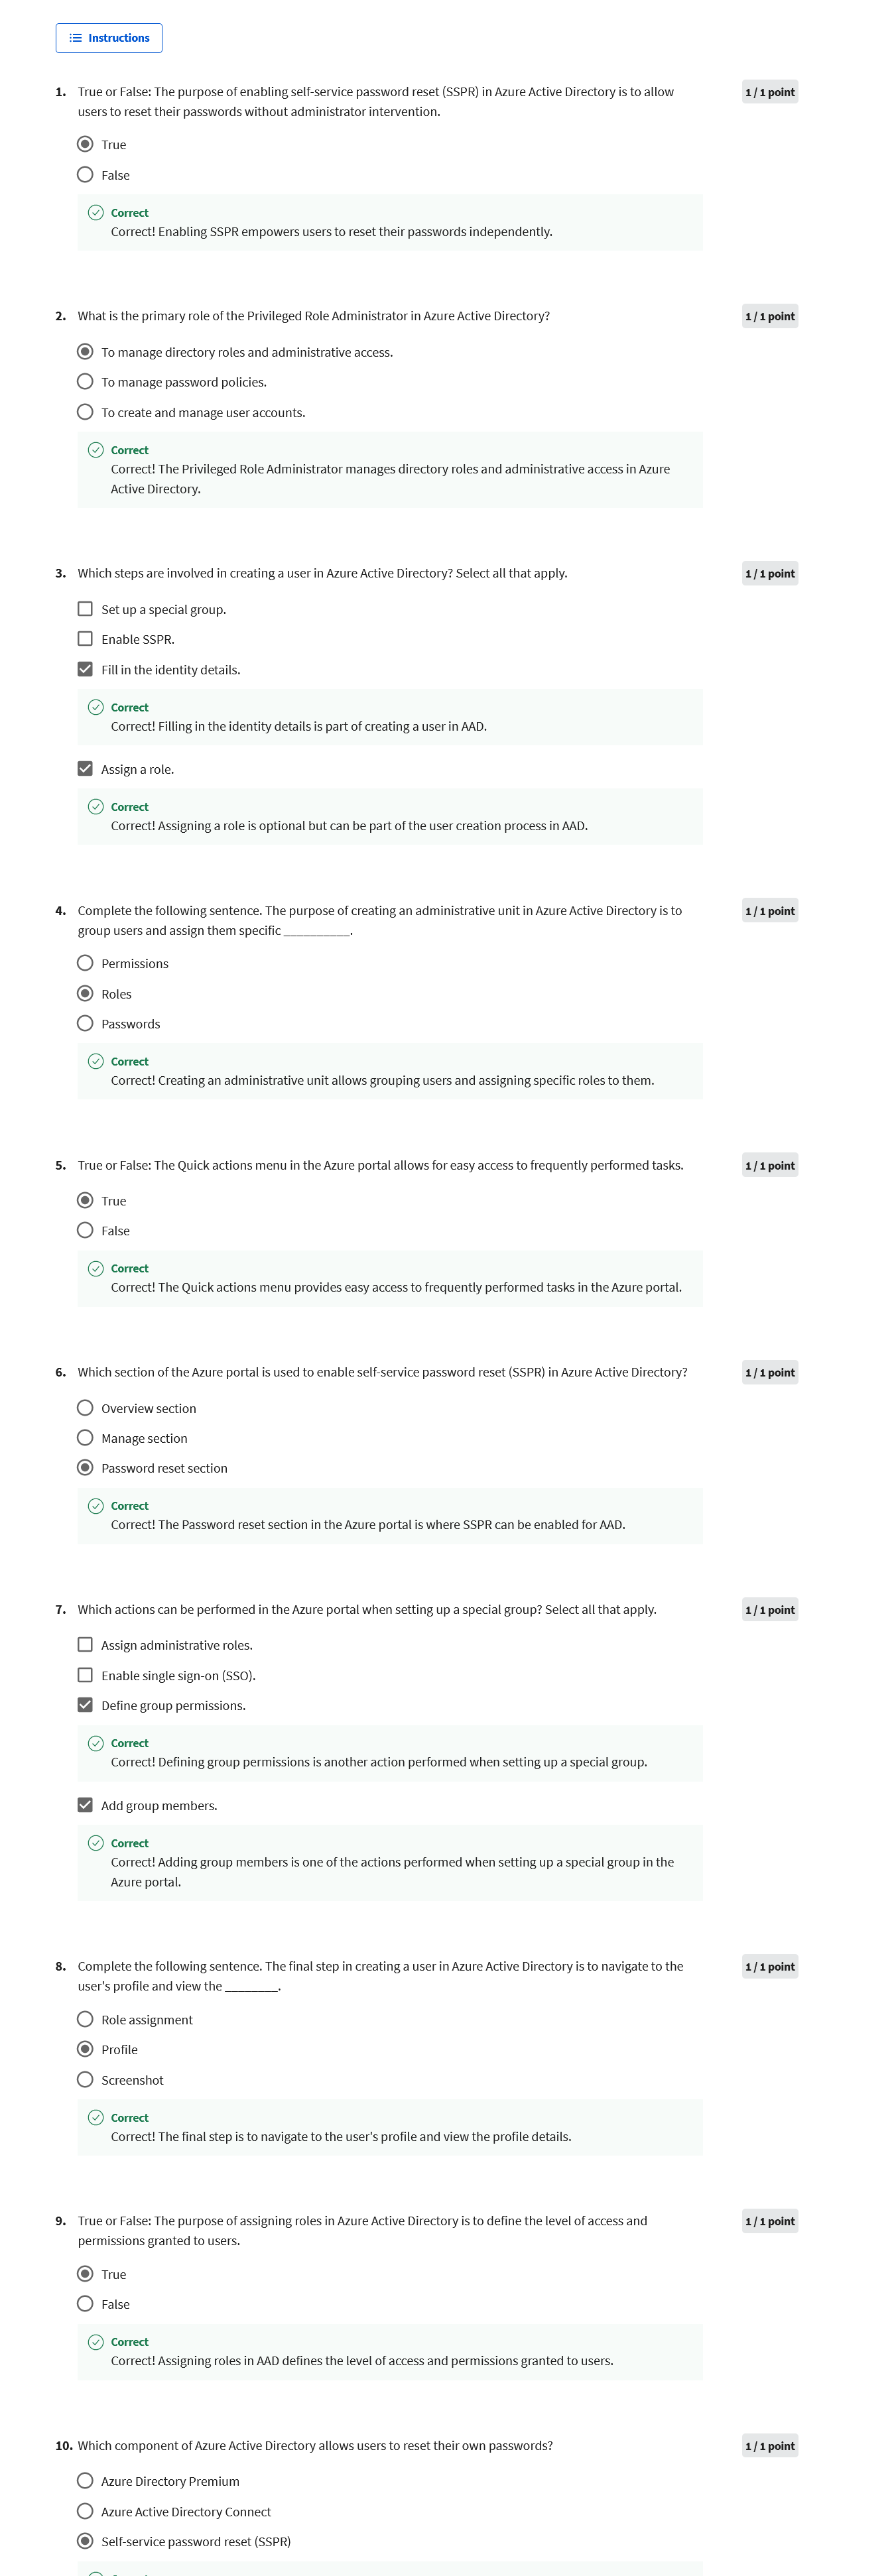 Instructions
1. True or False: The purpose of enabling self-service password reset (SSPR) in Azure Active Directory is to allow
users to reset their passwords without administrator intervention.
1 / 1 point
True
False
Correct
Correct! Enabling SSPR empowers users to reset their passwords independently.
2. What is the primary role of the Privileged Role Administrator in Azure Active Directory?
1 / 1 point
To manage directory roles and administrative access.
To manage password policies.
To create and manage user accounts.
Correct
Correct! The Privileged Role Administrator manages directory roles and administrative access in Azure
Active Directory.
3. Which steps are involved in creating a user in Azure Active Directory? Select all that apply.
1 / 1 point
Set up a special group.
Enable SSPR.
Fill in the identity details.
Correct
Correct! Filling in the identity details is part of creating a user in AAD.
Assign a role.
Correct
Correct! Assigning a role is optional but can be part of the user creation process in AAD.
4. Complete the following sentence. The purpose of creating an administrative unit in Azure Active Directory is to
group users and assign them specific __________.
1 / 1 point
Permissions
Roles
Passwords
Correct
Correct! Creating an administrative unit allows grouping users and assigning specific roles to them.
5. True or False: The Quick actions menu in the Azure portal allows for easy access to frequently performed tasks.
1 / 1 point
True
False
Correct
Correct! The Quick actions menu provides easy access to frequently performed tasks in the Azure portal.
6. Which section of the Azure portal is used to enable self-service password reset (SSPR) in Azure Active Directory?
1 / 1 point
Overview section
Manage section
Password reset section
Correct
Correct! The Password reset section in the Azure portal is where SSPR can be enabled for AAD.
7. Which actions can be performed in the Azure portal when setting up a special group? Select all that apply.
1 / 1 point
Assign administrative roles.
Enable single sign-on (SSO).
Define group permissions.
Correct
Correct! Defining group permissions is another action performed when setting up a special group.
Add group members.
Correct
Correct! Adding group members is one of the actions performed when setting up a special group in the
Azure portal.
8. Complete the following sentence. The final step in creating a user in Azure Active Directory is to navigate to the
user's profile and view the ________.
1 / 1 point
Role assignment
Profile
Screenshot
Correct
Correct! The final step is to navigate to the user's profile and view the profile details.
9. True or False: The purpose of assigning roles in Azure Active Directory is to define the level of access and
permissions granted to users.
1 / 1 point
True
False
Correct
Correct! Assigning roles in AAD defines the level of access and permissions granted to users.
10. Which component of Azure Active Directory allows users to reset their own passwords?
1 / 1 point
Azure Directory Premium
Azure Active Directory Connect
Self-service password reset (SSPR)